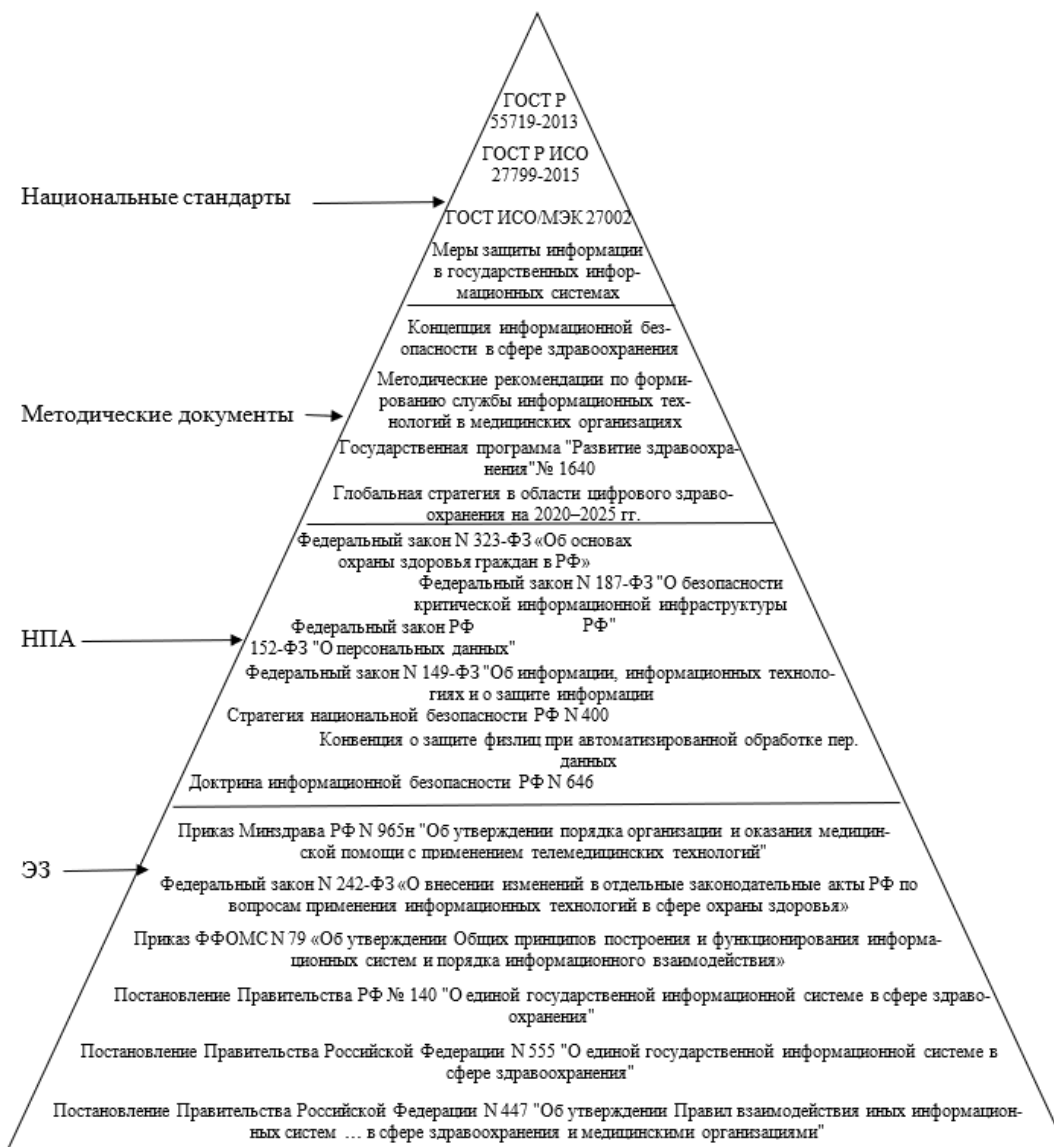 ГОСТ Р
55719-2013
ГОСТ Р ИСО
27799-2015
Национальные стандарты
ГОСТ ИСО/МЭК 27002
Меры защиты информации
в государственных инфор-
мационных системах
Концепция информационной без-
опасности в сфере здравоохранения
Методические рекомендации по форми-
рованию службы информационных тех-
нологий в медицинских организациях
Методические документы
Государственная программа "Развитие здравоохра-
нения"№ 1640
Глобальная стратегия в области цифрового здраво-
охранения на 2020–2025 гг.
Федеральный закон N 323-ФЗ «Об основах
охраны здоровья граждан в РФ»
Федеральный закон N 187-ФЗ "О безопасности
критической информационной инфраструктуры
РФ"
НПА
Федеральный закон РФ
152-ФЗ "О персональных данных"
Федеральный закон N 149-ФЗ "Об информации, информационных техноло-
гиях и о защите информации
Стратегия национальной безопасности РФ N 400
Конвенция о защите физлиц при автоматизированной обработке пер.
данных
Доктрина информационной безопасности РФ N 646
Приказ Минздрава РФ N 965н "Об утверждении порядка организации и оказания медицин-
ской помощи с применением телемедицинских технологий"
ЭЗ
Федеральный закон N 242-ФЗ «О внесении изменений в отдельные законодательные акты РФ по
вопросам применения информационных технологий в сфере охраны здоровья»
Приказ ФФОМС N 79 «Об утверждении Общих принципов построения и функционирования информа-
ционных систем и порядка информационного взаимодействия»
Постановление Правительства РФ № 140 "О единой государственной информационной системе в сфере здраво-
охранения"
Постановление Правительства Российской Федерации N 555 "О единой государственной информационной системе в
сфере здравоохранения"
Постановление Правительства Российской Федерации N 447 "Об утверждении Правил взаимодействия иных информацион-
ных систем … в сфере здравоохранения и медицинскими организациями"